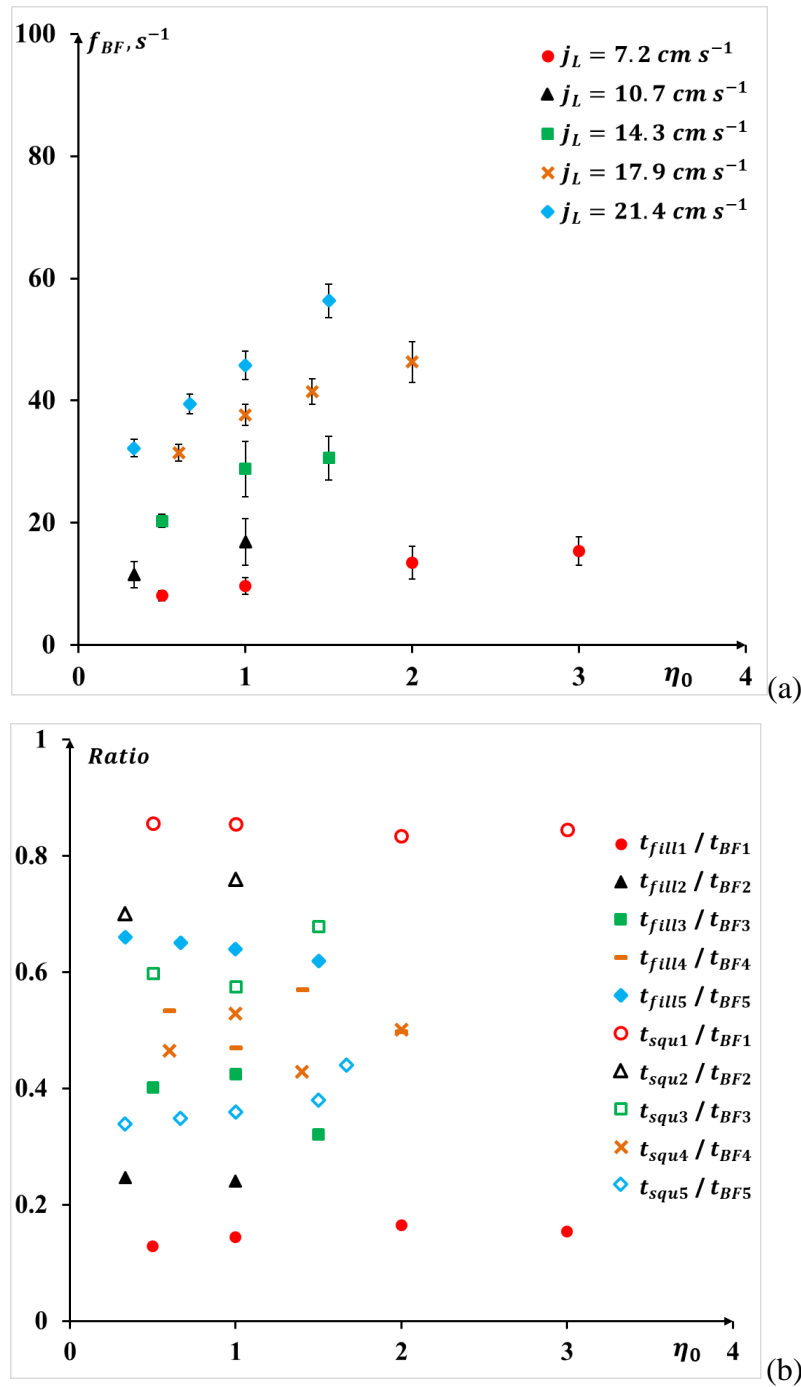 100
f_BF, s⁻¹
j_L = 7.2 cm s⁻¹
j_L = 10.7 cm s⁻¹
j_L = 14.3 cm s⁻¹
j_L = 17.9 cm s⁻¹
j_L = 21.4 cm s⁻¹
80
60
40
20
0
0 1 2 3 η₀ 4
(a)
1
Ratio
t_fill1 / t_BF1
t_fill2 / t_BF2
t_fill3 / t_BF3
t_fill4 / t_BF4
t_fill5 / t_BF5
t_squ1 / t_BF1
t_squ2 / t_BF2
t_squ3 / t_BF3
t_squ4 / t_BF4
t_squ5 / t_BF5
0.8
0.6
0.4
0.2
0
0 1 2 3 η₀ 4
(b)